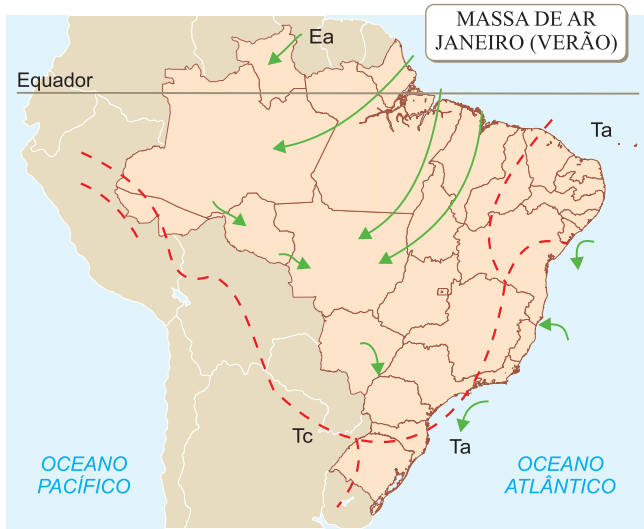 MASSA DE AR
JANEIRO (VERÃO)
Ea
Equador
Ta
Tc
Ta
OCEANO
PACÍFICO
OCEANO
ATLÂNTICO